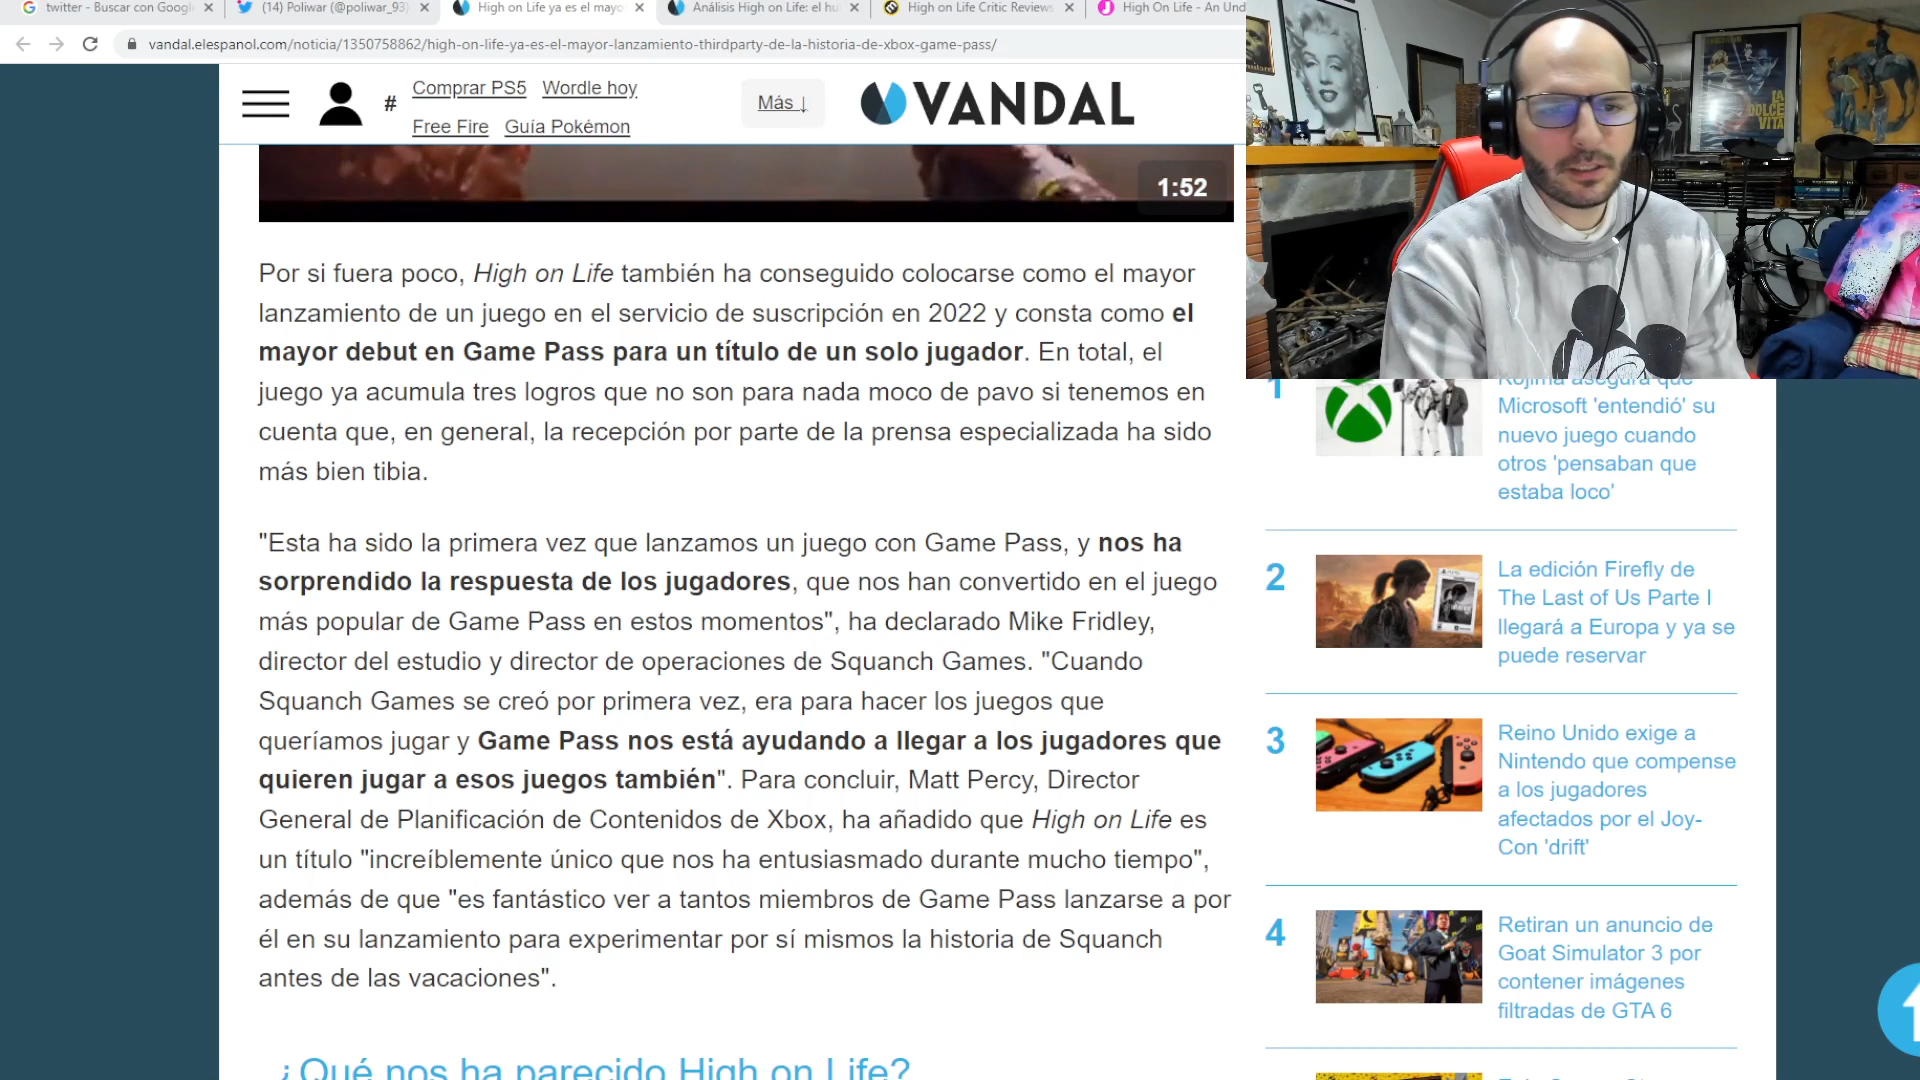 twitter - Buscar con Googl
(14) Poliwar (@poliwar_93)
High on Life ya es el mayo
Análisis High on Life: el hu
High on Life Critic Reviews
High On Life - An Und
vandal.elespanol.com/noticia/1350758862/high-on-life-ya-es-el-mayor-lanzamiento-thirdparty-de-la-historia-de-xbox-game-pass/
# Comprar PS5 Wordle hoy
Free Fire Guía Pokémon
Más ↓
VANDAL
1:52
Por si fuera poco, High on Life también ha conseguido colocarse como el mayor
lanzamiento de un juego en el servicio de suscripción en 2022 y consta como el
mayor debut en Game Pass para un título de un solo jugador. En total, el
juego ya acumula tres logros que no son para nada moco de pavo si tenemos en
cuenta que, en general, la recepción por parte de la prensa especializada ha sido
más bien tibia.
"Esta ha sido la primera vez que lanzamos un juego con Game Pass, y nos ha
sorprendido la respuesta de los jugadores, que nos han convertido en el juego
más popular de Game Pass en estos momentos", ha declarado Mike Fridley,
director del estudio y director de operaciones de Squanch Games. "Cuando
Squanch Games se creó por primera vez, era para hacer los juegos que
queríamos jugar y Game Pass nos está ayudando a llegar a los jugadores que
quieren jugar a esos juegos también". Para concluir, Matt Percy, Director
General de Planificación de Contenidos de Xbox, ha añadido que High on Life es
un título "increíblemente único que nos ha entusiasmado durante mucho tiempo",
además de que "es fantástico ver a tantos miembros de Game Pass lanzarse a por
él en su lanzamiento para experimentar por sí mismos la historia de Squanch
antes de las vacaciones".
¿Qué nos ha parecido High on Life?
LA
DOLCE
VITA
1
Kojima asegura que
Microsoft 'entendió' su
nuevo juego cuando
otros 'pensaban que
estaba loco'
2
La edición Firefly de
The Last of Us Parte I
llegará a Europa y ya se
puede reservar
3
Reino Unido exige a
Nintendo que compense
a los jugadores
afectados por el Joy-
Con 'drift'
4
Retiran un anuncio de
Goat Simulator 3 por
contener imágenes
filtradas de GTA 6